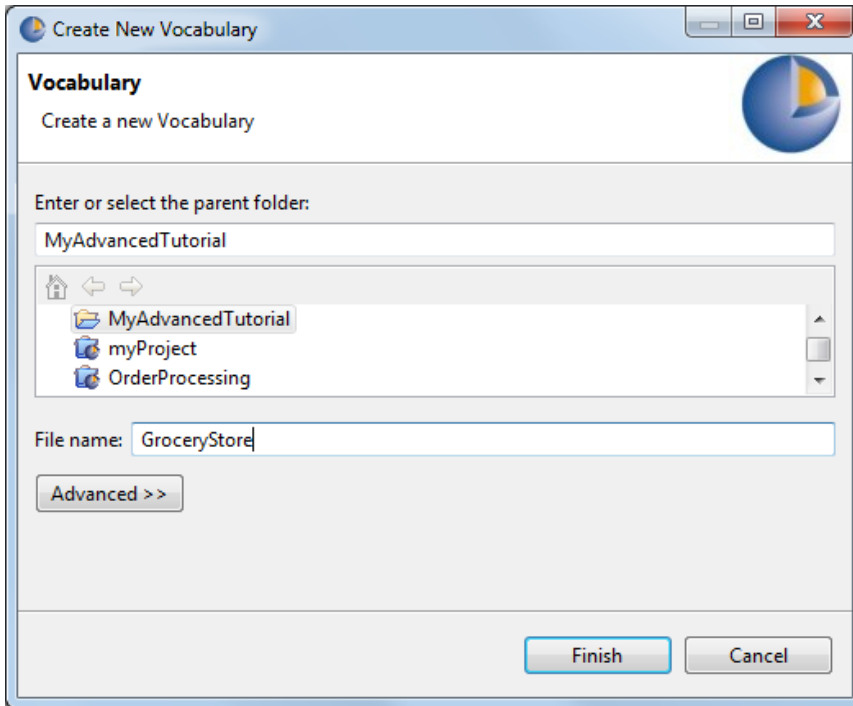 Create New Vocabulary
Vocabulary
Create a new Vocabulary
Enter or select the parent folder:
MyAdvancedTutorial
MyAdvancedTutorial
myProject
OrderProcessing
File name: GroceryStore
Advanced >>
Finish Cancel